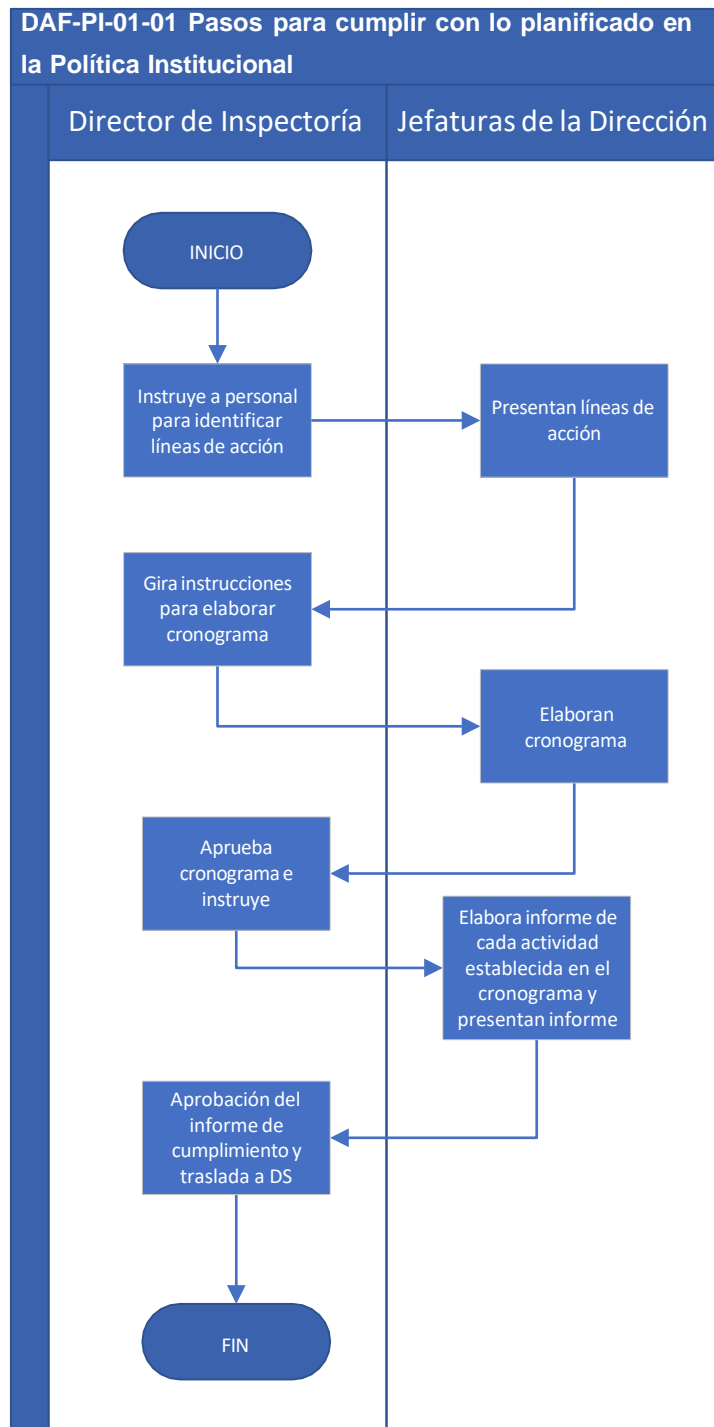 DAF-PI-01-01 Pasos para cumplir con lo planificado en
la Política Institucional
Director de Inspectoría
Jefaturas de la Dirección
INICIO
Instruye a personal
para identificar
líneas de acción
Presentan líneas de
acción
Gira instrucciones
para elaborar
cronograma
Elaboran
cronograma
Aprueba
cronograma e
instruye
Elabora informe de
cada actividad
establecida en el
cronograma y
presentan informe
Aprobación del
informe de
cumplimiento y
traslada a DS
FIN